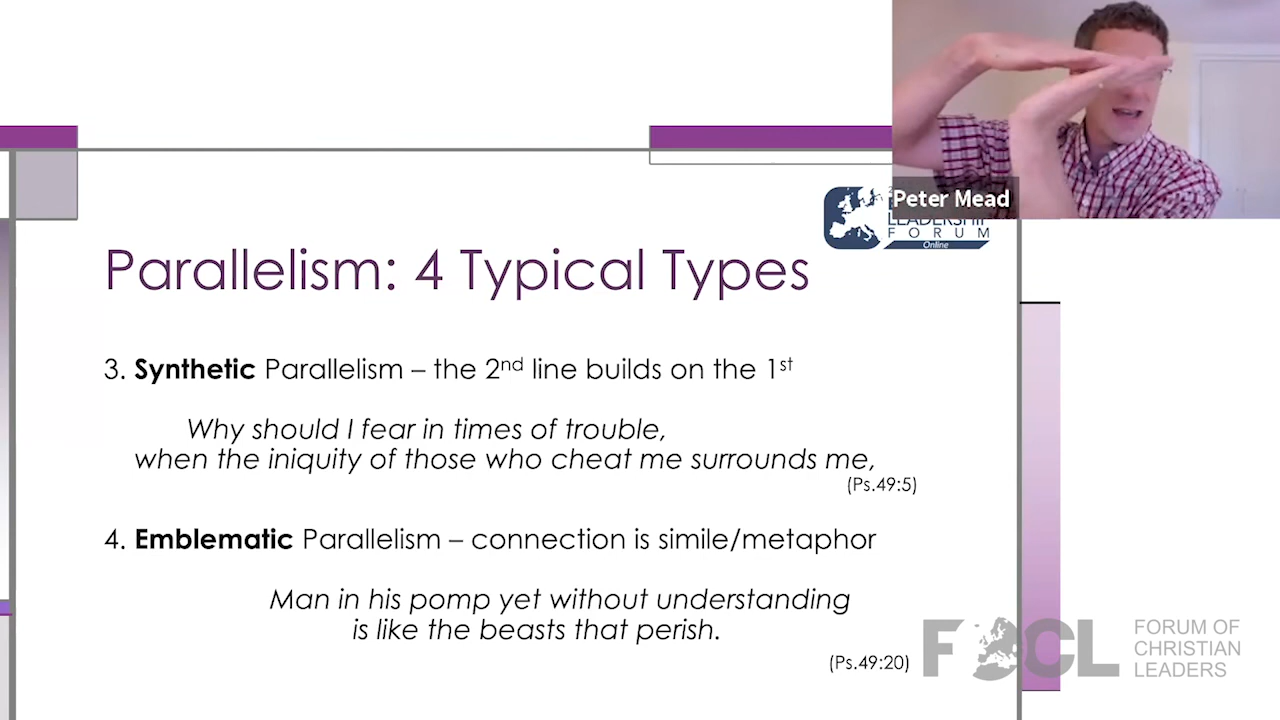 Peter Mead
LEADERSHIP
FORUM
Online
Parallelism: 4 Typical Types
3. Synthetic Parallelism – the 2nd line builds on the 1st
Why should I fear in times of trouble,
when the iniquity of those who cheat me surrounds me,
(Ps.49:5)
4. Emblematic Parallelism – connection is simile/metaphor
Man in his pomp yet without understanding
is like the beasts that perish.
(Ps.49:20)
FOCL
FORUM OF
CHRISTIAN
LEADERS